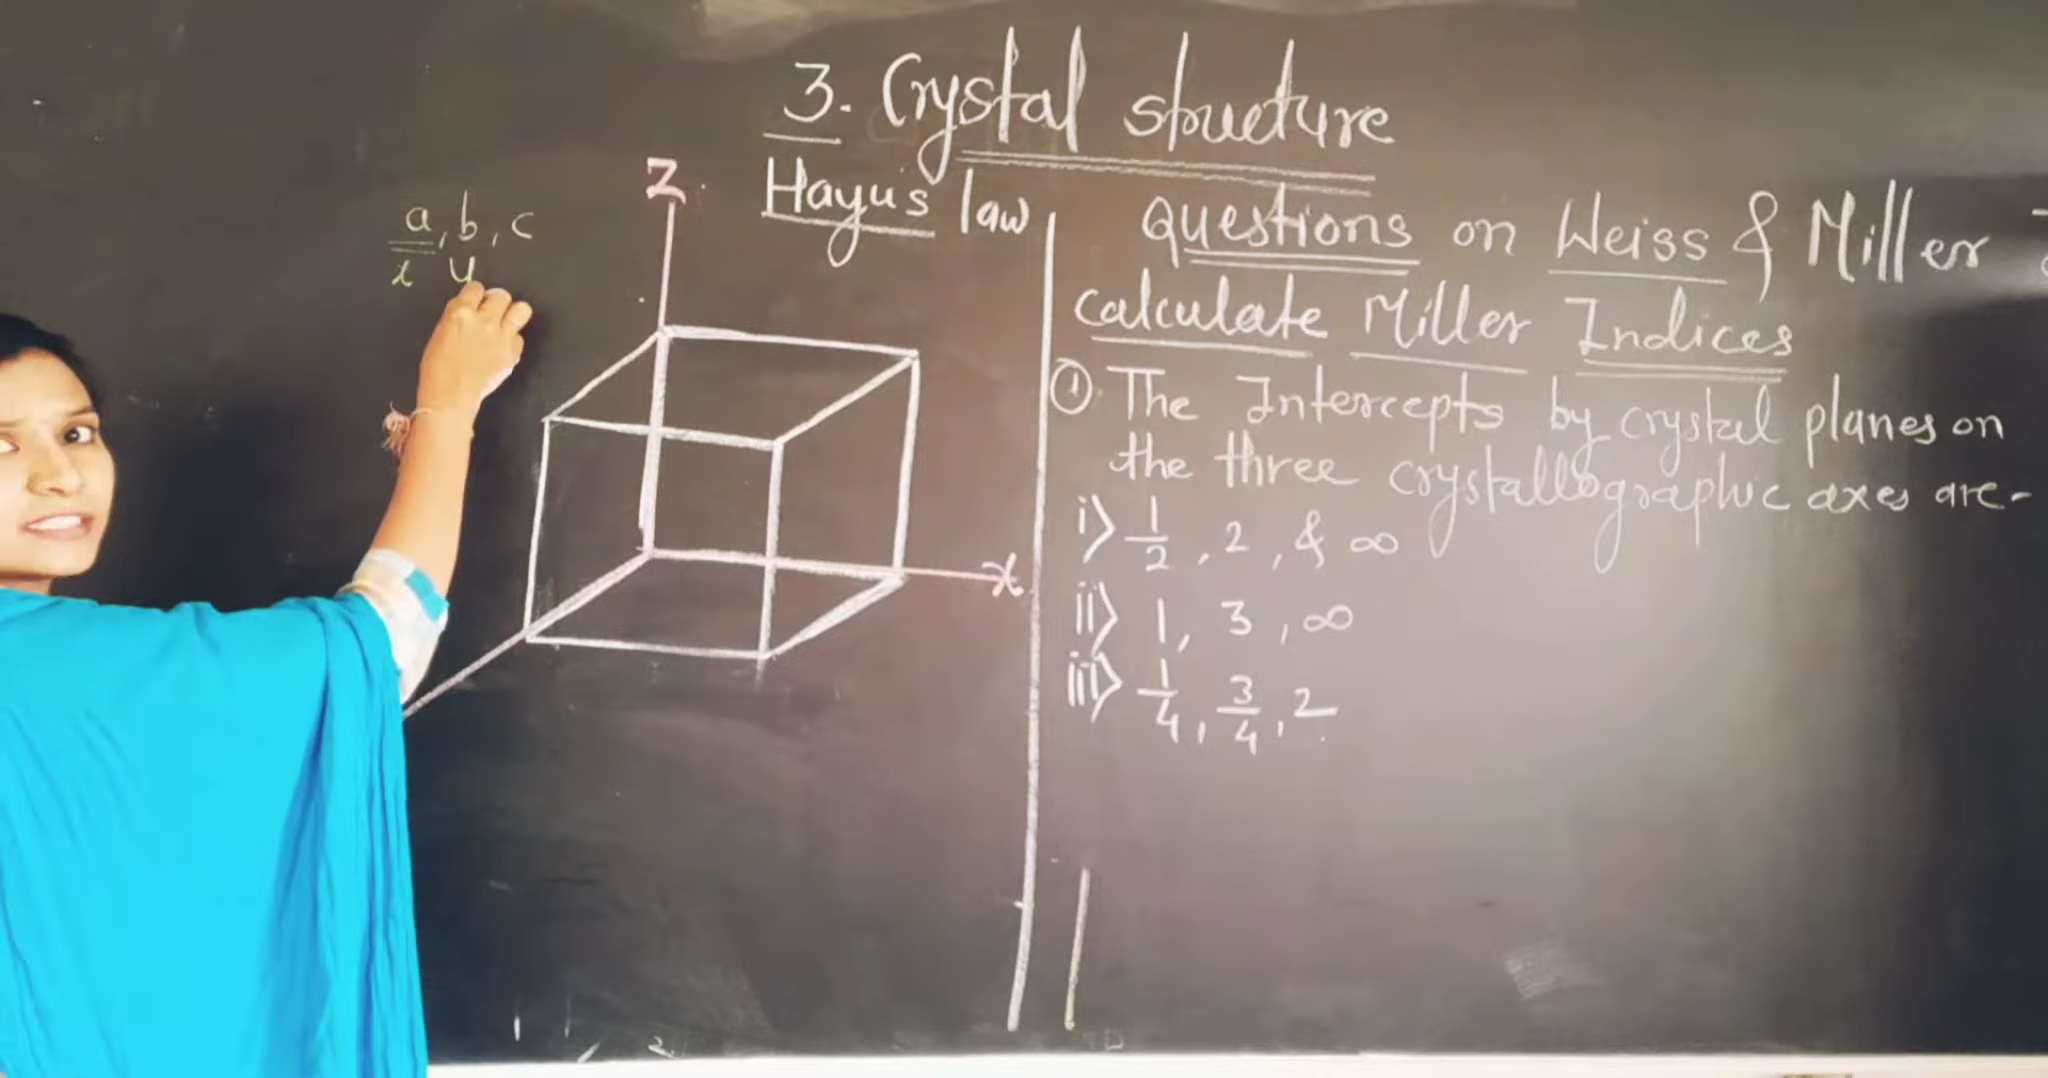 3. Crystal structure
Hayu's law
a, b, c
x y
Z
x
Questions on Weiss & Miller
Calculate Miller Indices
① The Intercepts by crystal planes on
the three crystallographic axes are-
i) 1/2, 2, & ∞
ii) 1, 3, ∞
iii) 1/4, 3/4, 2